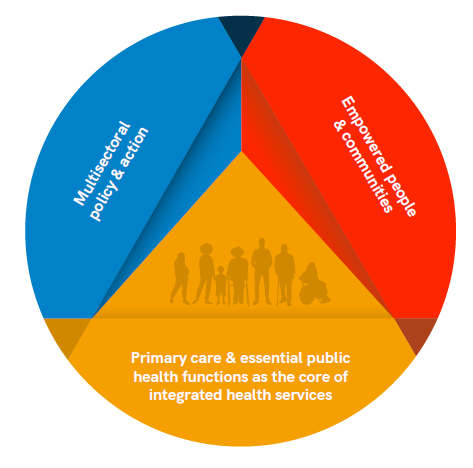 Multisectoral
policy & action
Empowered people
& communities
Primary care & essential public
health functions as the core of
integrated health services